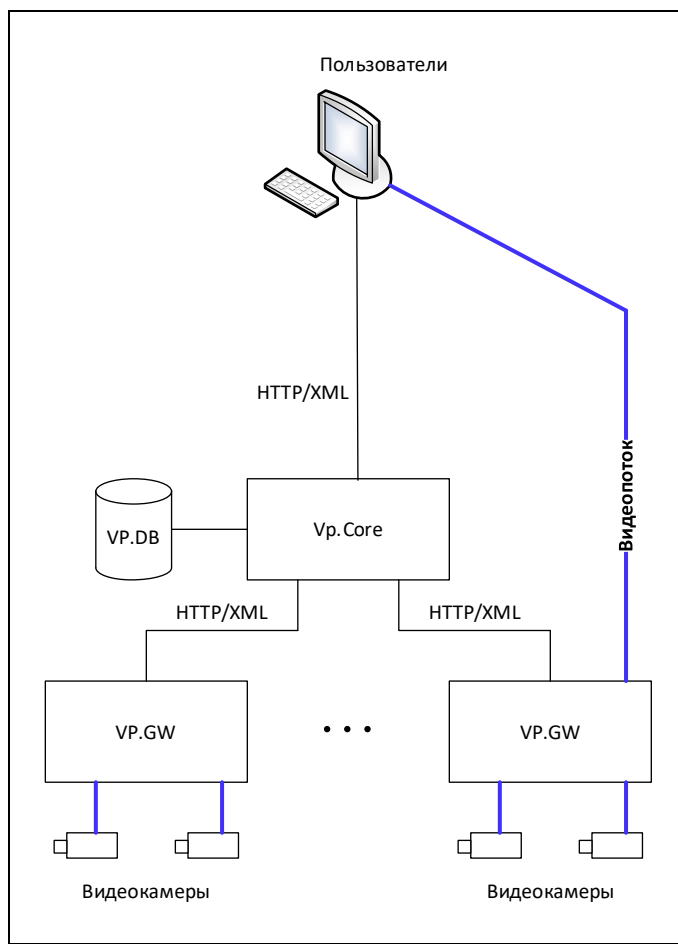 Пользователи
HTTP/XML
Видеопоток
VP.DB
Vp.Core
HTTP/XML
HTTP/XML
VP.GW
VP.GW
Видеокамеры
Видеокамеры